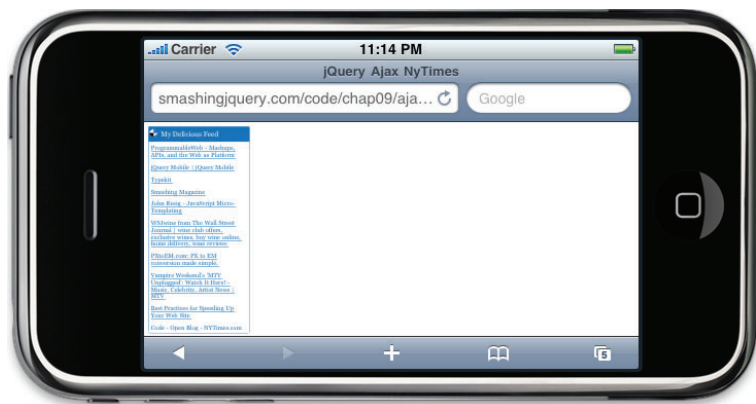 Carrier 11:14 PM
jQuery Ajax NyTimes
smashingjquery.com/code/chap09/aja... Google
My Delicious Feed
ProgrammableWeb - Mashups,
APIs, and the Web as Platform
jQuery Mobile | jQuery Mobile
Typekit
Smashing Magazine
John Resig - JavaScript Micro-
Templating
WSJwine from The Wall Street
Journal | wine club offers,
exclusive wines, buy wine online,
home delivery, wine reviews
PXtoEM.com: PX to EM
conversion made simple.
Vampire Weekend's 'MTV
Unplugged': Watch It Here! -
Music, Celebrity, Artist News |
MTV
Best Practices for Speeding Up
Your Web Site
Code - Open Blog - NYTimes.com
5